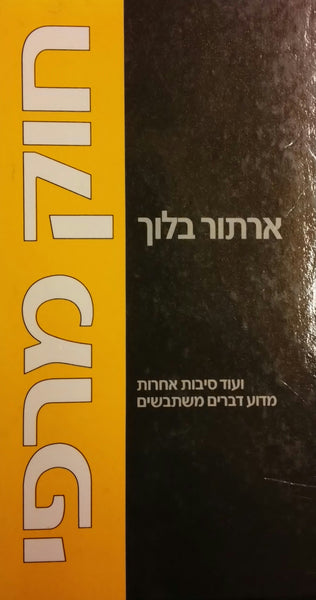 חוק מרפי
ארתור בלוך
ועוד סיבות אחרות
מדוע דברים משתבשים